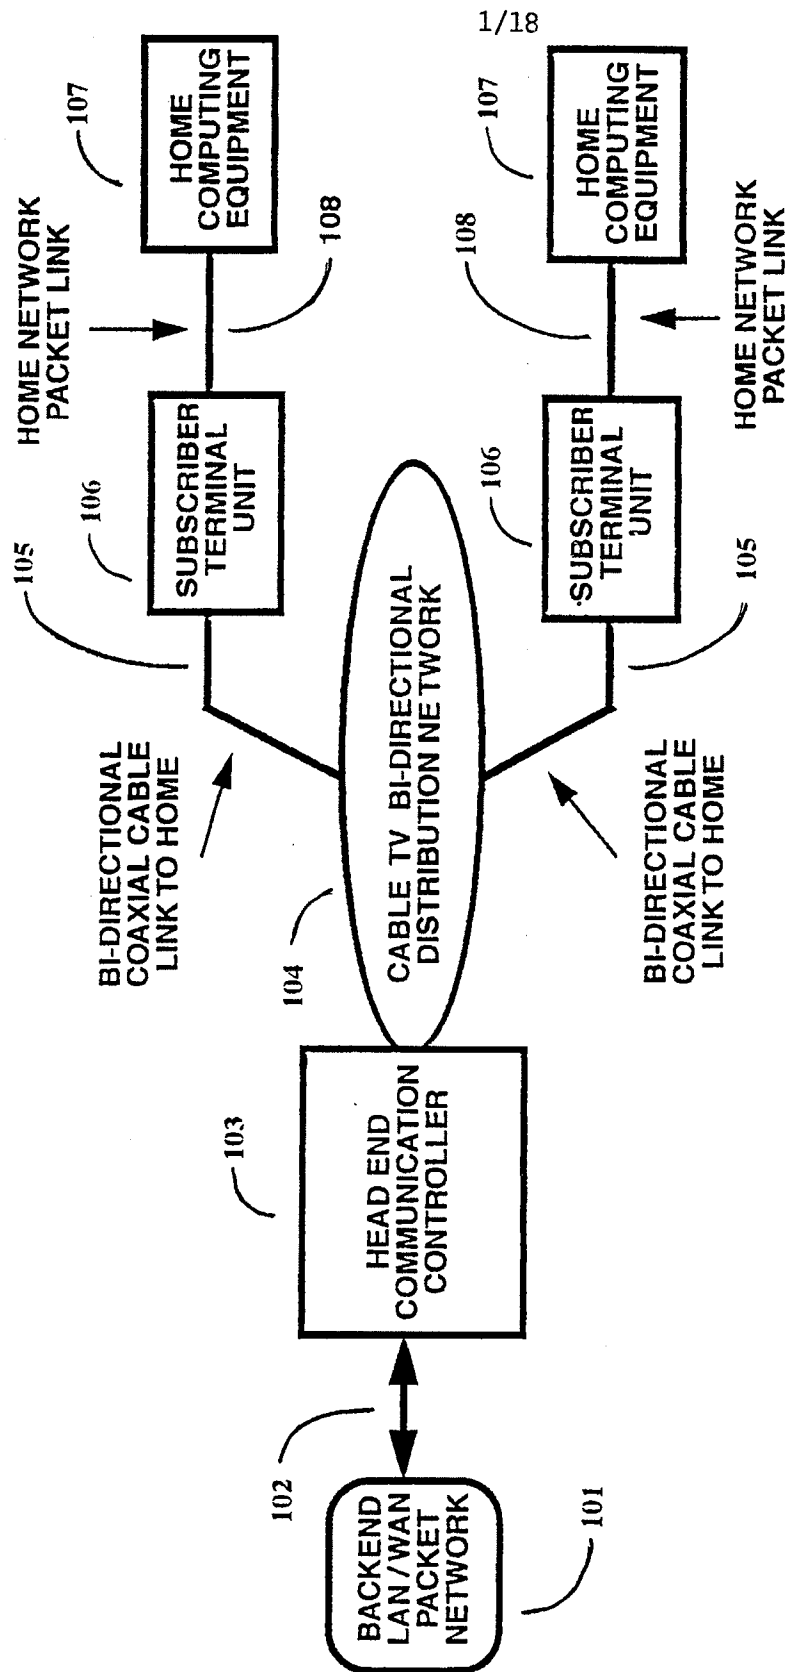 1/18
BACKEND
LAN/WAN
PACKET
NETWORK
101
102
HEAD END
COMMUNICATION
CONTROLLER
103
CABLE TV BI-DIRECTIONAL
DISTRIBUTION NETWORK
104
BI-DIRECTIONAL
COAXIAL CABLE
LINK TO HOME
105
SUBSCRIBER
TERMINAL
UNIT
106
HOME NETWORK
PACKET LINK
108
HOME
COMPUTING
EQUIPMENT
107
BI-DIRECTIONAL
COAXIAL CABLE
LINK TO HOME
105
SUBSCRIBER
TERMINAL
UNIT
106
HOME NETWORK
PACKET LINK
108
HOME
COMPUTING
EQUIPMENT
107